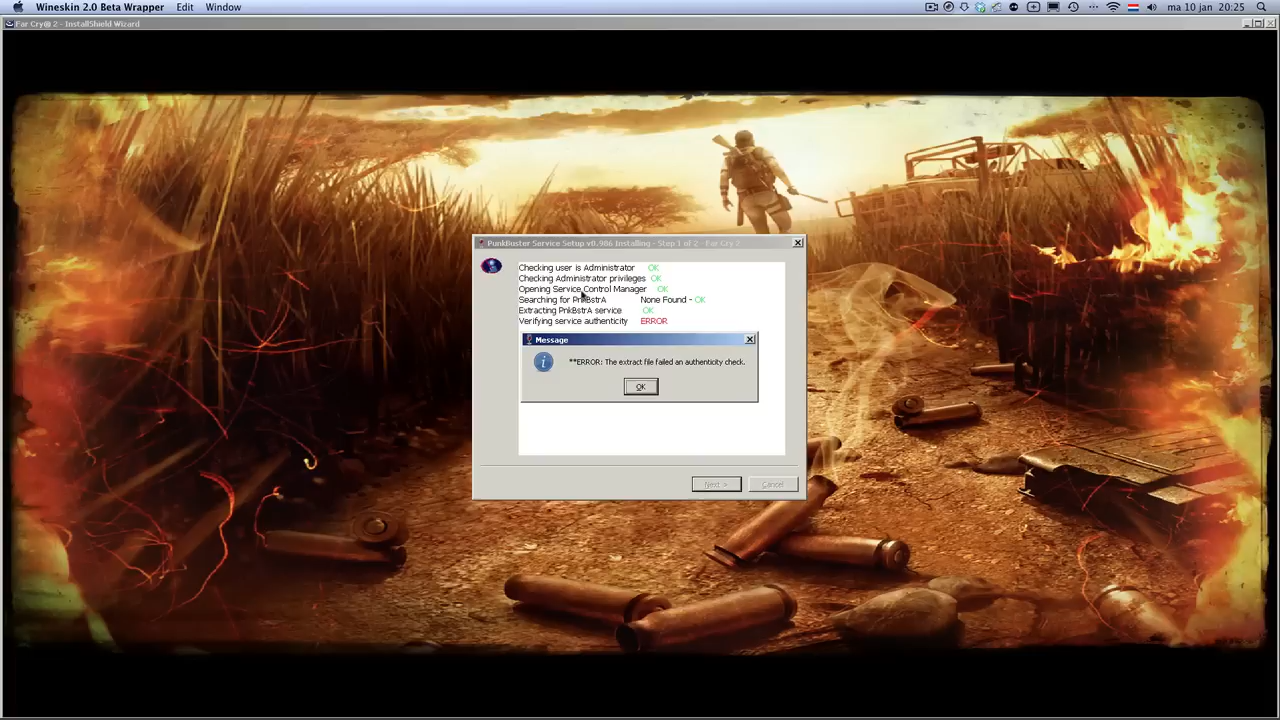 Wineskin 2.0 Beta Wrapper Edit Window ma 10 jan 20:25
Far Cry® 2 - InstallShield Wizard
PunkBuster Service Setup v0.986 Installing - Step 1 of 2 - Far Cry 2
Checking user is Administrator OK
Checking Administrator privileges OK
Opening Service Control Manager OK
Searching for PnkBstrA None Found - OK
Extracting PnkBstrA service OK
Verifying service authenticity ERROR
Message
**ERROR: The extract file failed an authenticity check.
OK
Next >
Cancel